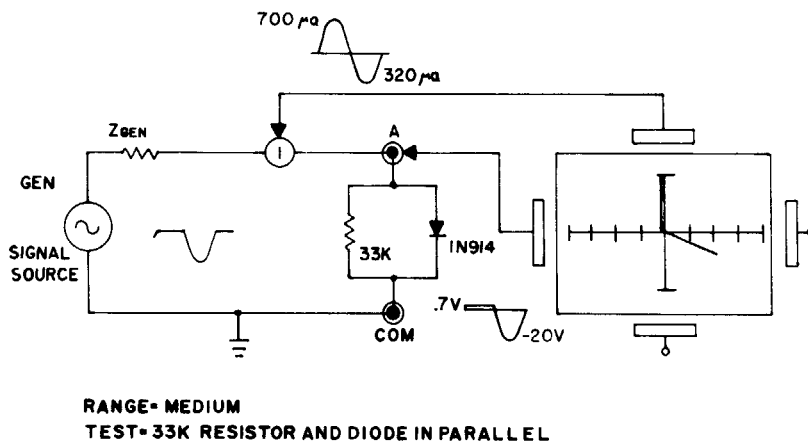 700 µa
320 µa
ZGEN
A
I
GEN
SIGNAL
SOURCE
33K
IN914
.7V
-20V
COM
RANGE= MEDIUM
TEST= 33K RESISTOR AND DIODE IN PARALLEL